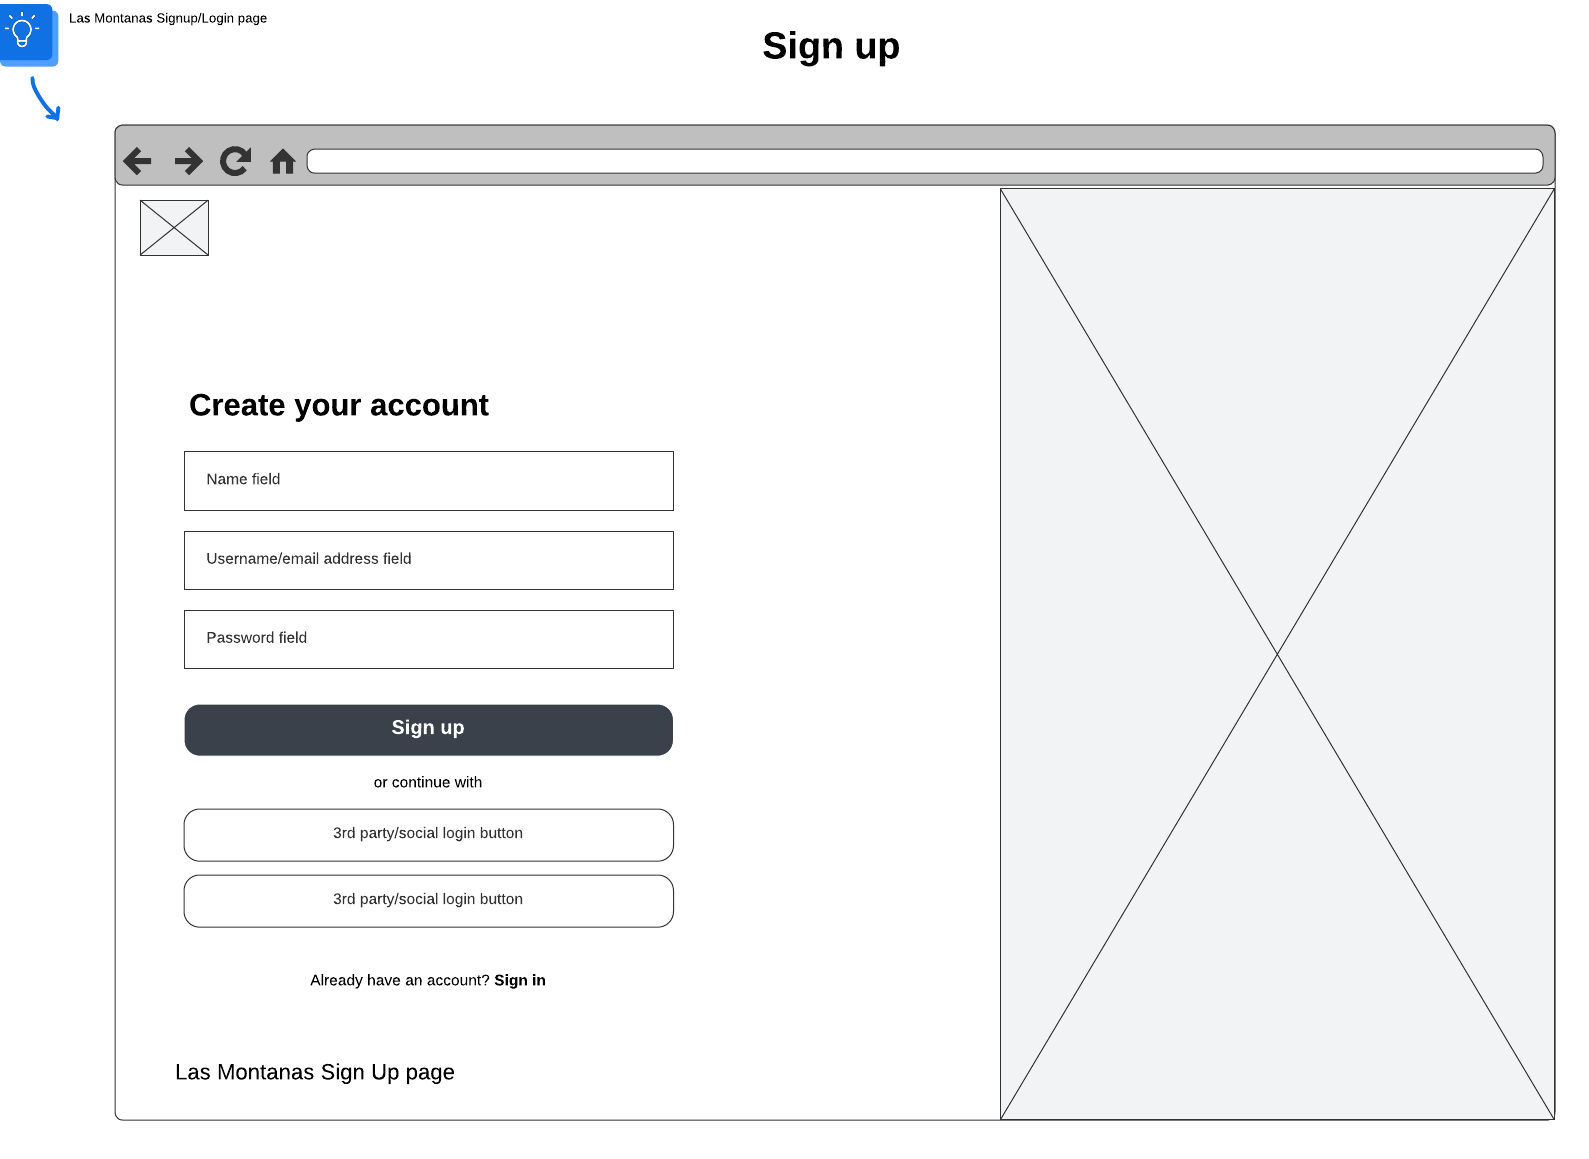 Las Montanas Signup/Login page
Sign up
Create your account
Name field
Username/email address field
Password field
Sign up
or continue with
3rd party/social login button
3rd party/social login button
Already have an account? Sign in
Las Montanas Sign Up page